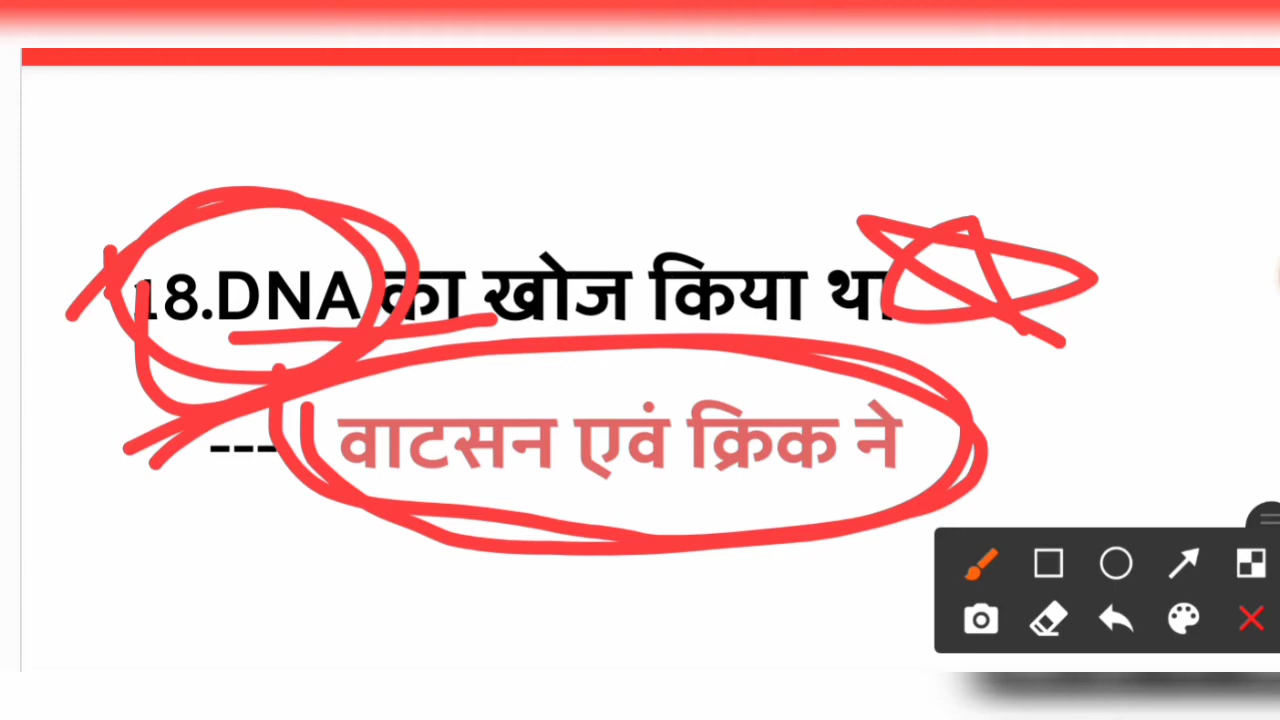 18.DNA का खोज किया था
--- वाटसन एवं क्रिक ने